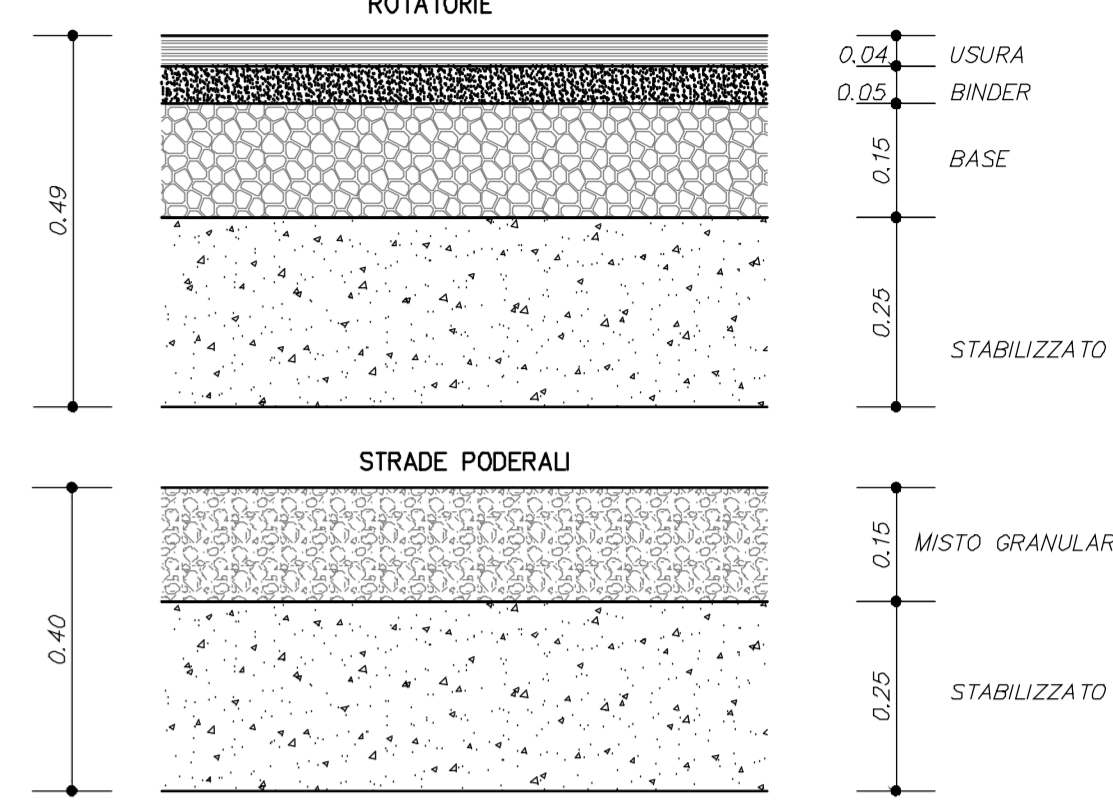 ROTATORIE
0.04 USURA
0.05 BINDER
0.15 BASE
0.49
0.25 STABILIZZATO
STRADE PODERALI
0.15 MISTO GRANULAR
0.40
0.25 STABILIZZATO